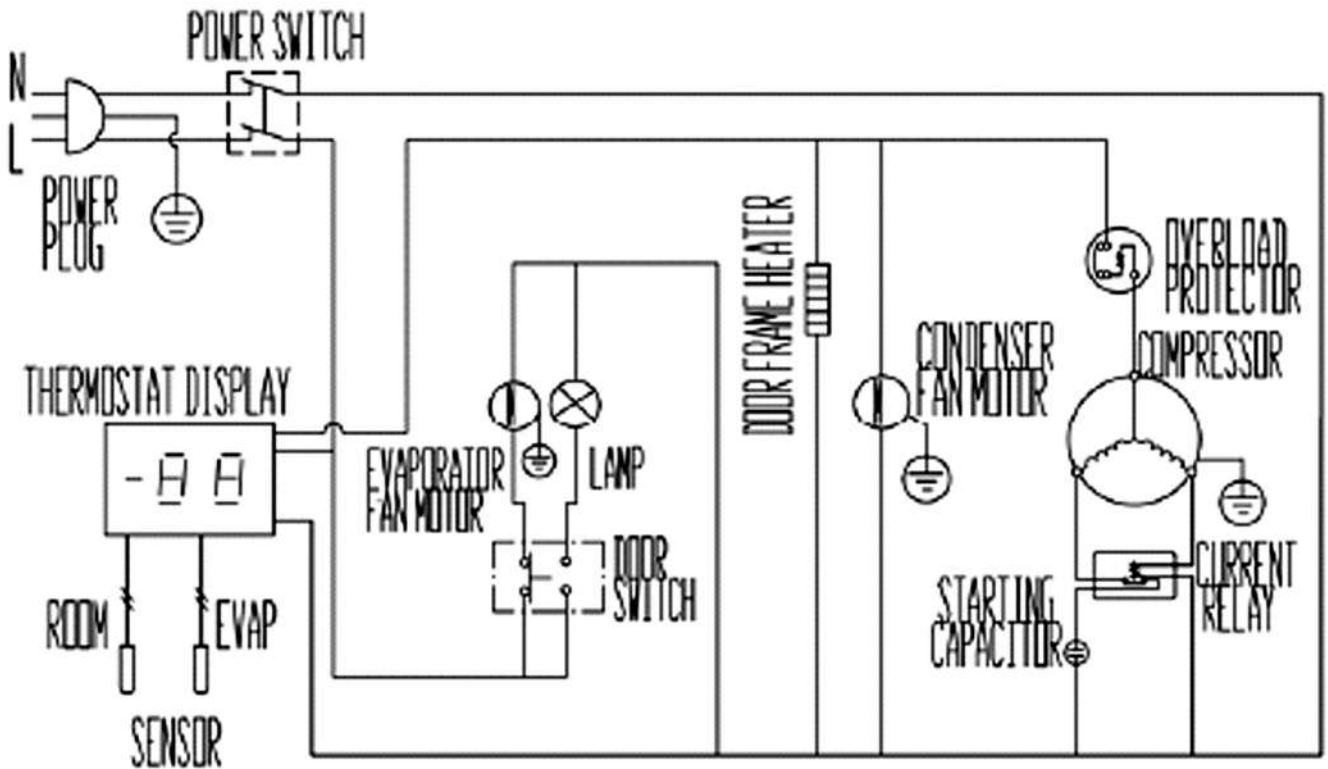 POWER SWITCH
N
L
POWER
PLUG
DOOR FRAME HEATER
OVERLOAD
PROTECTOR
COMPRESSOR
CONDENSER
FAN MOTOR
THERMOSTAT DISPLAY
-88
EVAPORATOR
FAN MOTOR
LAMP
DOOR
SWITCH
CURRENT
RELAY
STARTING
CAPACITOR
ROOM
EVAP
SENSOR